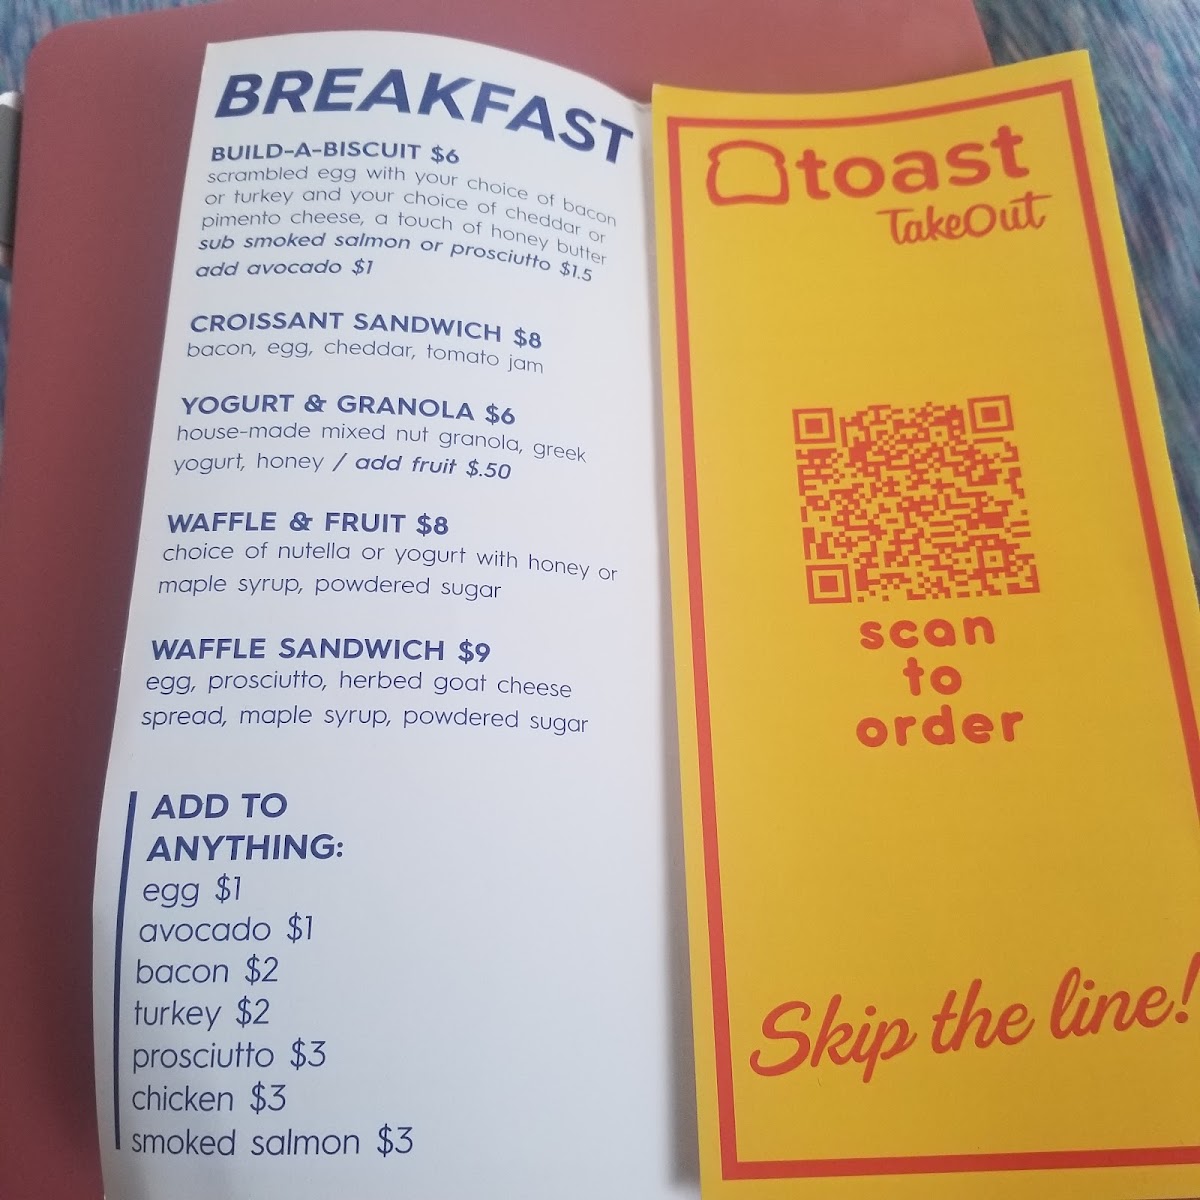 BREAKFAST
BUILD-A-BISCUIT $6
scrambled egg with your choice of bacon
or turkey and your choice of cheddar or
pimento cheese, a touch of honey butter
sub smoked salmon or prosciutto $1.5
add avocado $1
CROISSANT SANDWICH $8
bacon, egg, cheddar, tomato jam
YOGURT & GRANOLA $6
house-made mixed nut granola, greek
yogurt, honey / add fruit $.50
WAFFLE & FRUIT $8
choice of nutella or yogurt with honey or
maple syrup, powdered sugar
WAFFLE SANDWICH $9
egg, prosciutto, herbed goat cheese
spread, maple syrup, powdered sugar
ADD TO
ANYTHING:
egg $1
avocado $1
bacon $2
turkey $2
prosciutto $3
chicken $3
smoked salmon $3
toast
TakeOut
scan
to
order
Skip the line!